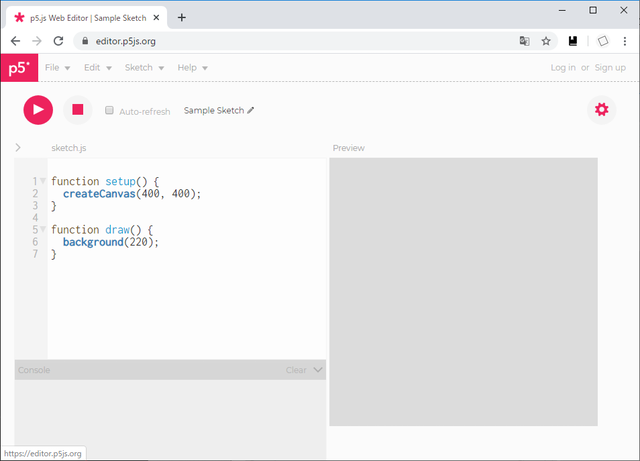 p5.js Web Editor | Sample Sketch
editor.p5js.org
p5*
File Edit Sketch Help Log in or Sign up
Auto-refresh Sample Sketch
sketch.js Preview
1 function setup() {
2 createCanvas(400, 400);
3 }
4
5 function draw() {
6 background(220);
7 }
Console Clear
https://editor.p5js.org